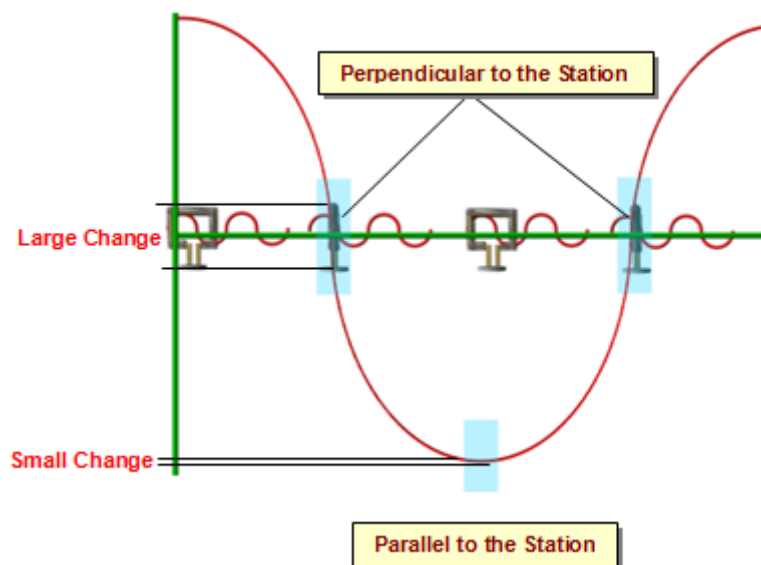 Perpendicular to the Station
Large Change
Small Change
Parallel to the Station